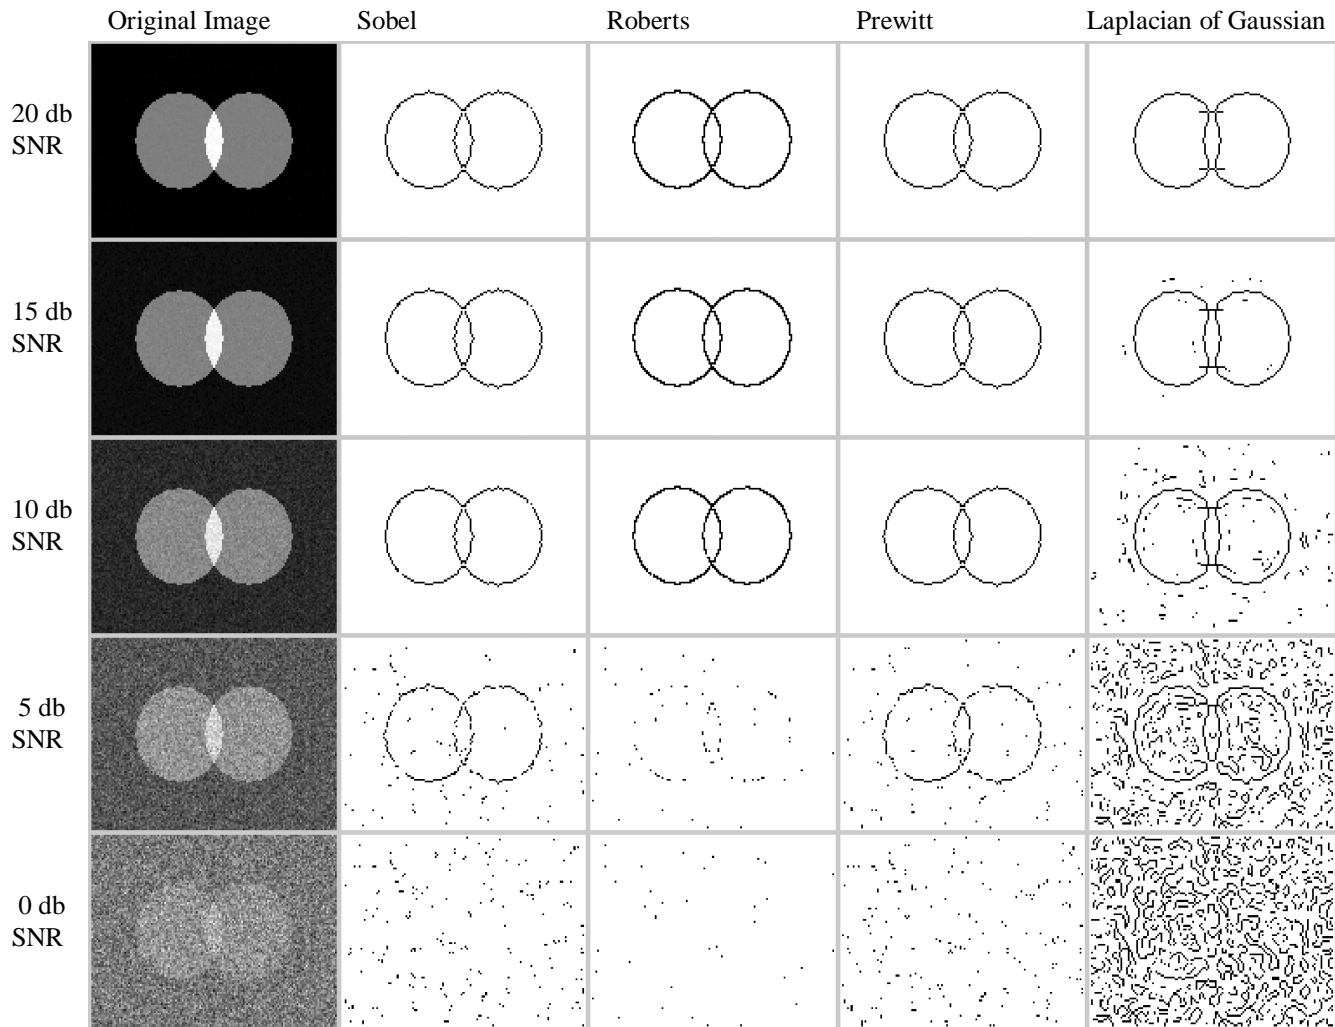 Original Image
Sobel
Roberts
Prewitt
Laplacian of Gaussian
20 db
SNR
15 db
SNR
10 db
SNR
5 db
SNR
0 db
SNR